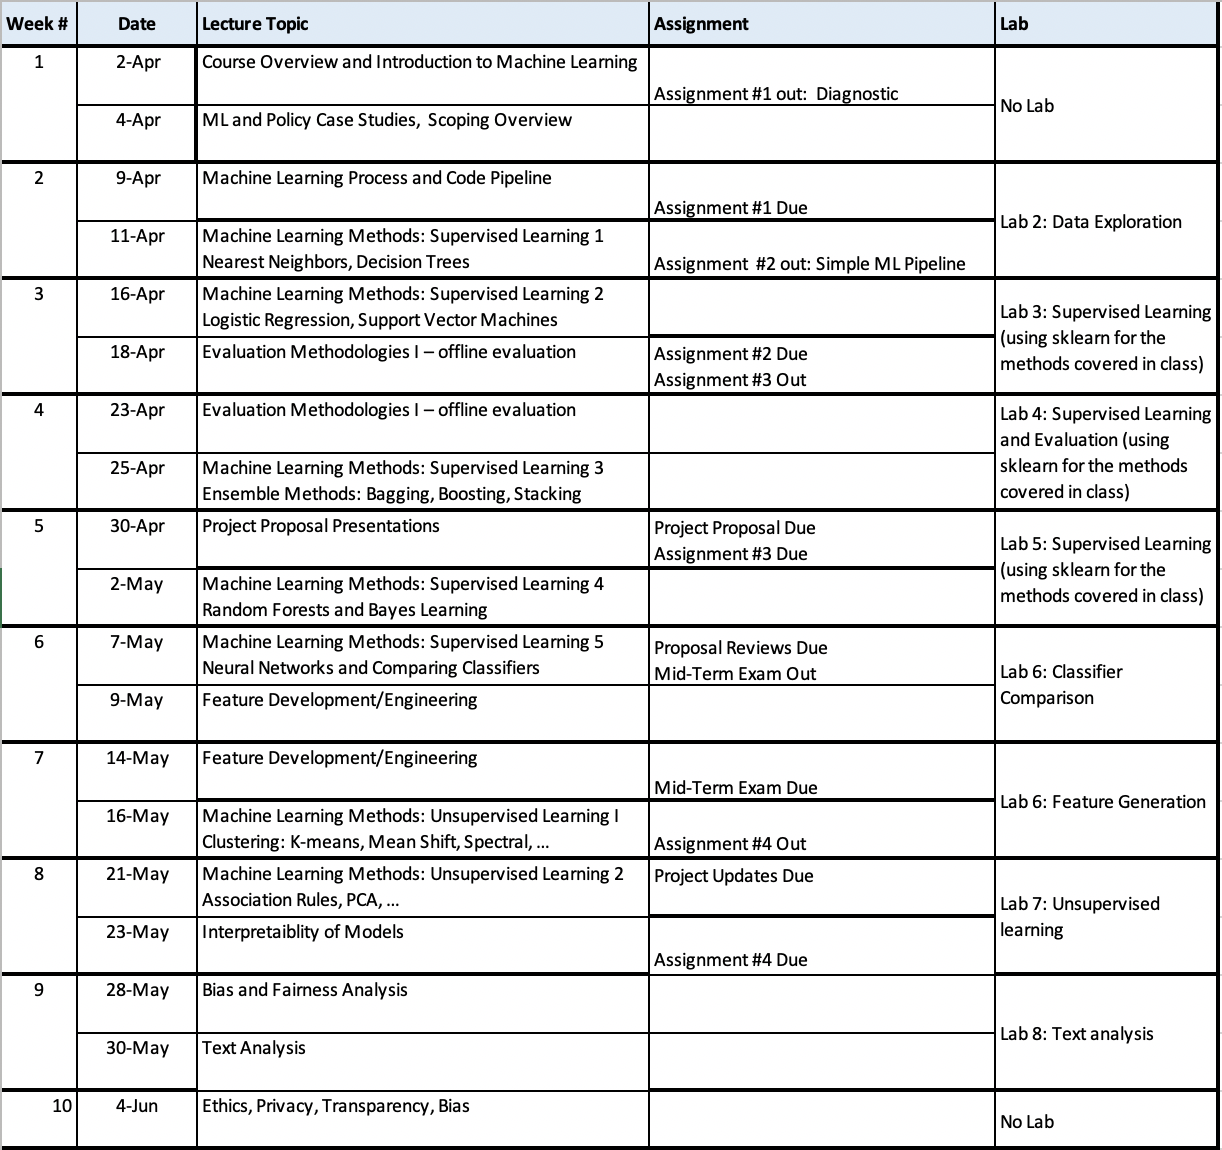 Week # Date Lecture Topic Assignment Lab
1 2-Apr Course Overview and Introduction to Machine Learning
Assignment #1 out:  Diagnostic
No Lab
4-Apr ML and Policy Case Studies,  Scoping Overview
2 9-Apr Machine Learning Process and Code Pipeline
Assignment #1 Due
Lab 2: Data Exploration
11-Apr Machine Learning Methods: Supervised Learning 1
Nearest Neighbors, Decision Trees
Assignment  #2 out: Simple ML Pipeline
3 16-Apr Machine Learning Methods: Supervised Learning 2
Logistic Regression, Support Vector Machines
Lab 3: Supervised Learning
(using sklearn for the
methods covered in class)
18-Apr Evaluation Methodologies I – offline evaluation
Assignment #2 Due
Assignment #3 Out
4 23-Apr Evaluation Methodologies I – offline evaluation
Lab 4: Supervised Learning
and Evaluation (using
sklearn for the methods
covered in class)
25-Apr Machine Learning Methods: Supervised Learning 3
Ensemble Methods: Bagging, Boosting, Stacking
5 30-Apr Project Proposal Presentations
Project Proposal Due
Assignment #3 Due
Lab 5: Supervised Learning
(using sklearn for the
methods covered in class)
2-May Machine Learning Methods: Supervised Learning 4
Random Forests and Bayes Learning
6 7-May Machine Learning Methods: Supervised Learning 5
Neural Networks and Comparing Classifiers
Proposal Reviews Due
Mid-Term Exam Out
Lab 6: Classifier
Comparison
9-May Feature Development/Engineering
7 14-May Feature Development/Engineering
Mid-Term Exam Due
Lab 6: Feature Generation
16-May Machine Learning Methods: Unsupervised Learning I
Clustering: K-means, Mean Shift, Spectral, ...
Assignment #4 Out
8 21-May Machine Learning Methods: Unsupervised Learning 2
Association Rules, PCA, ...
Project Updates Due
Lab 7: Unsupervised
learning
23-May Interpretaiblity of Models
Assignment #4 Due
9 28-May Bias and Fairness Analysis
Lab 8: Text analysis
30-May Text Analysis
10 4-Jun Ethics, Privacy, Transparency, Bias
No Lab